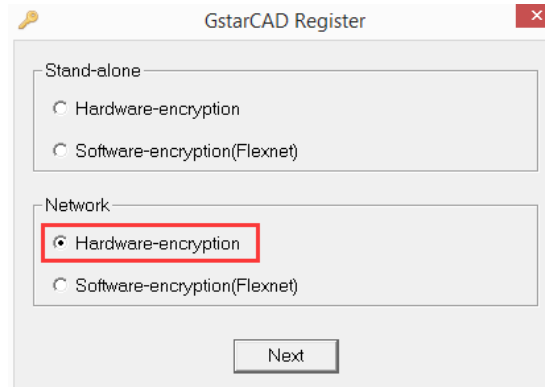 GstarCAD Register
Stand-alone
Hardware-encryption
Software-encryption(Flexnet)
Network
Hardware-encryption
Software-encryption(Flexnet)
Next